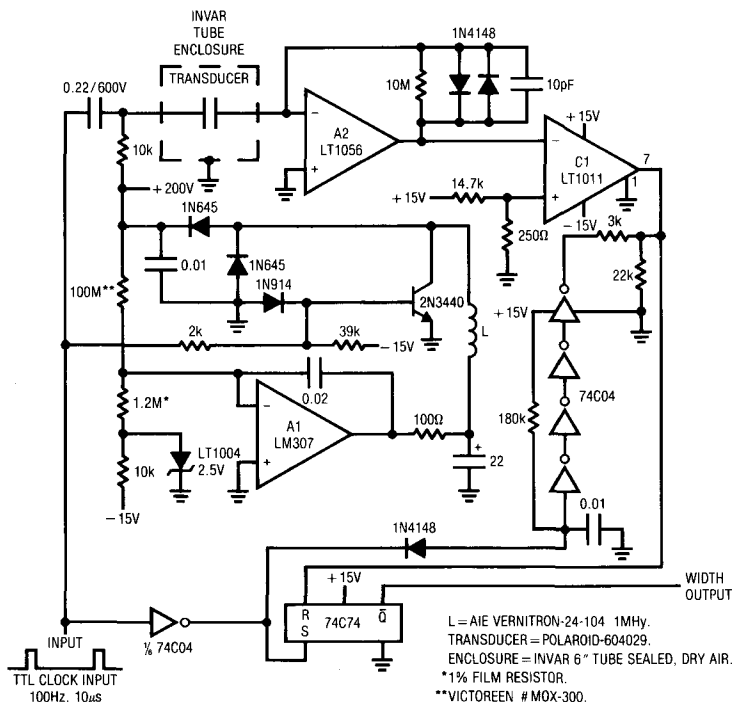 INVAR
TUBE
ENCLOSURE
TRANSDUCER
0.22/600V
1N4148
10M
10pF
A2
LT1056
−
+
+15V
C1
LT1011
−
+
7
1
−15V
10k
+200V
+15V
14.7k
250Ω
3k
22k
1N645
0.01
1N645
1N914
2N3440
L
100M**
2k
39k
−15V
+15V
74C04
180k
0.02
1.2M*
A1
LM307
−
+
100Ω
+
22
LT1004
2.5V
10k
−15V
0.01
1N4148
+15V
R
S
74C74
Q̅
WIDTH
OUTPUT
INPUT
⅙ 74C04
TTL CLOCK INPUT
100Hz, 10μs
L=AIE VERNITRON-24-104 1MHy.
TRANSDUCER=POLAROID-604029.
ENCLOSURE=INVAR 6″ TUBE SEALED, DRY AIR.
*1% FILM RESISTOR.
**VICTOREEN #MOX-300.